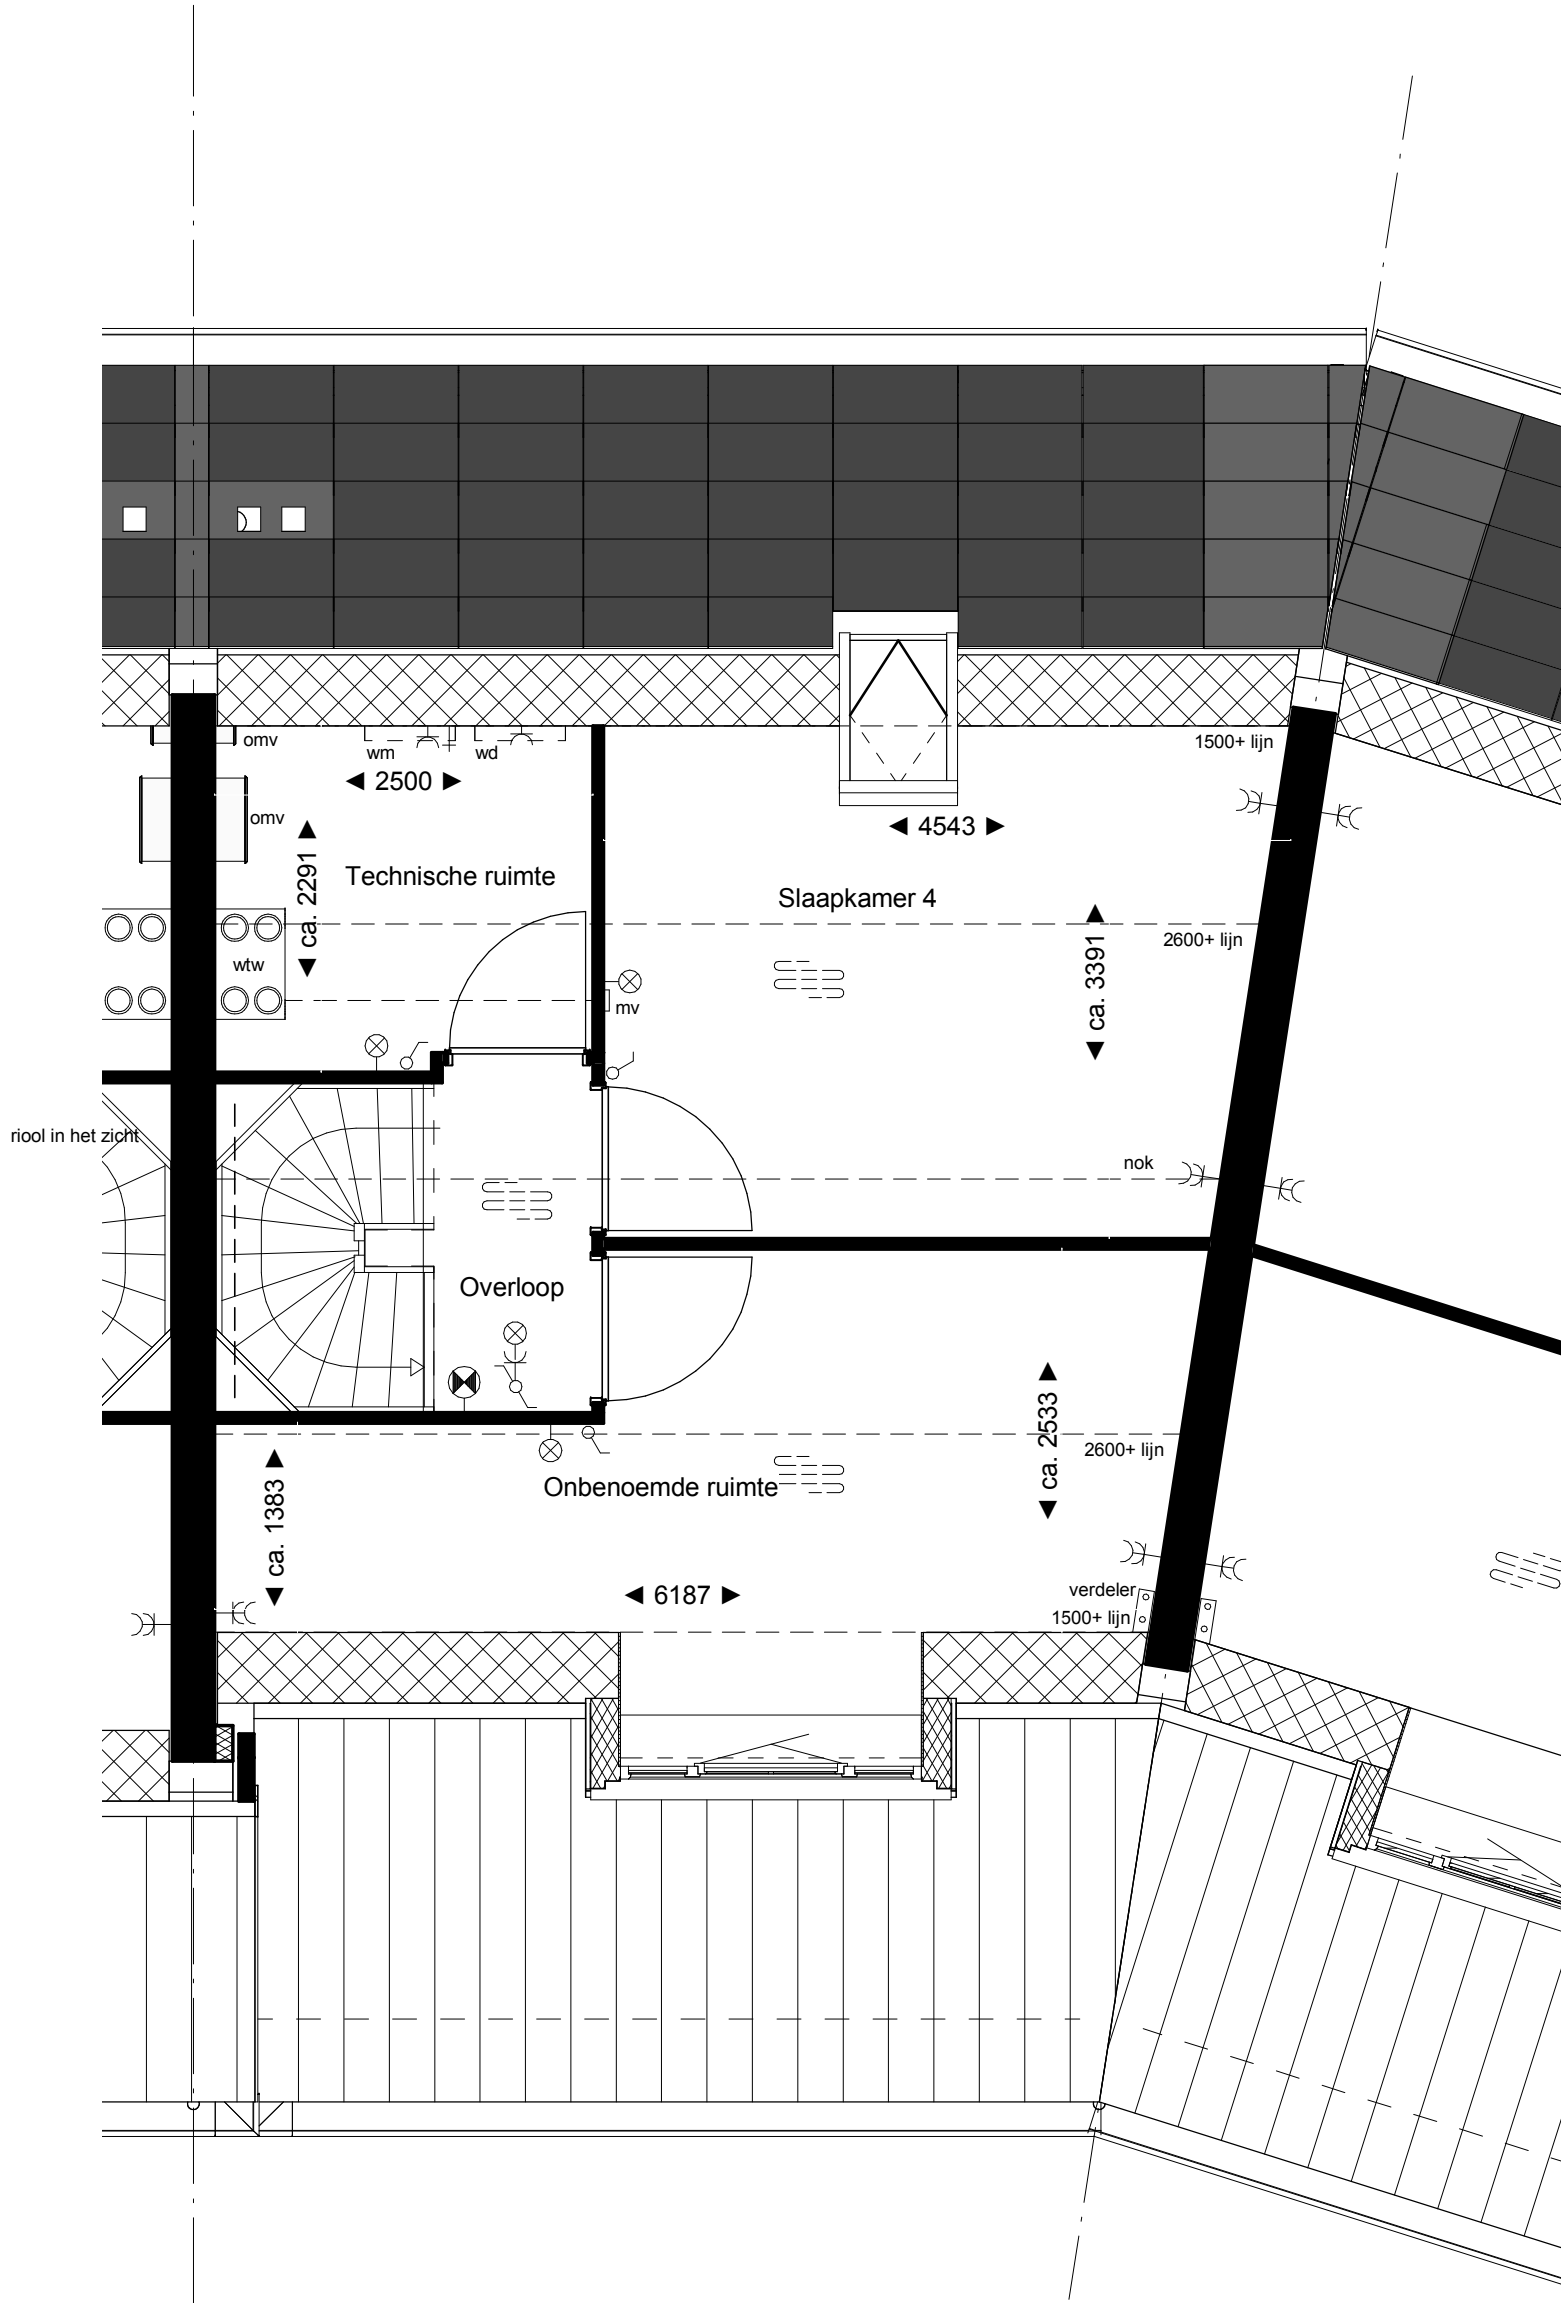 omv
wm
wd
1500+ lijn
◄ 2500 ►
omv
◄ 4543 ►
◄ ca. 2291 ►
Technische ruimte
Slaapkamer 4
2600+ lijn
◄ ca. 3391 ►
wtw
mv
riool in het zicht
nok
Overloop
◄ ca. 2533 ►
2600+ lijn
Onbenoemde ruimte
◄ ca. 1383 ►
◄ 6187 ►
verdeler
1500+ lijn